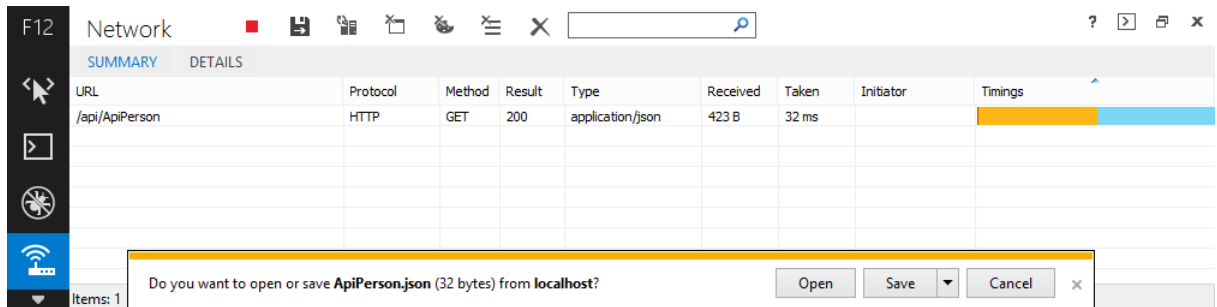 F12 Network ?
SUMMARY DETAILS
URL Protocol Method Result Type Received Taken Initiator Timings
/api/ApiPerson HTTP GET 200 application/json 423 B 32 ms
Do you want to open or save ApiPerson.json (32 bytes) from localhost? Open Save Cancel
Items: 1